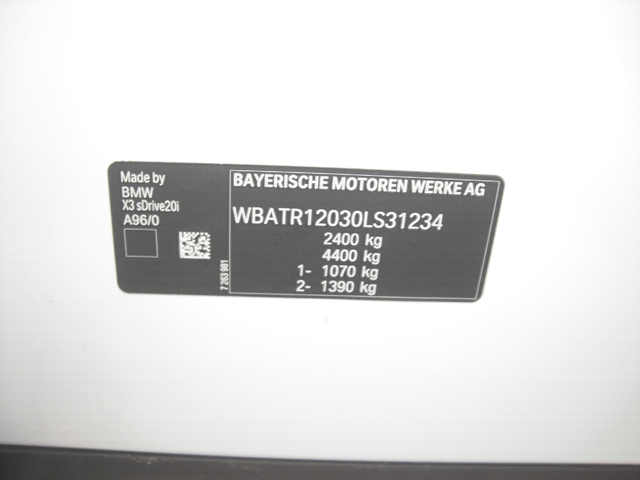 Made by
BMW
X3 sDrive20i
A96/0
7 263 981
BAYERISCHE MOTOREN WERKE AG
WBATR12030LS31234
2400 kg
4400 kg
1- 1070 kg
2- 1390 kg